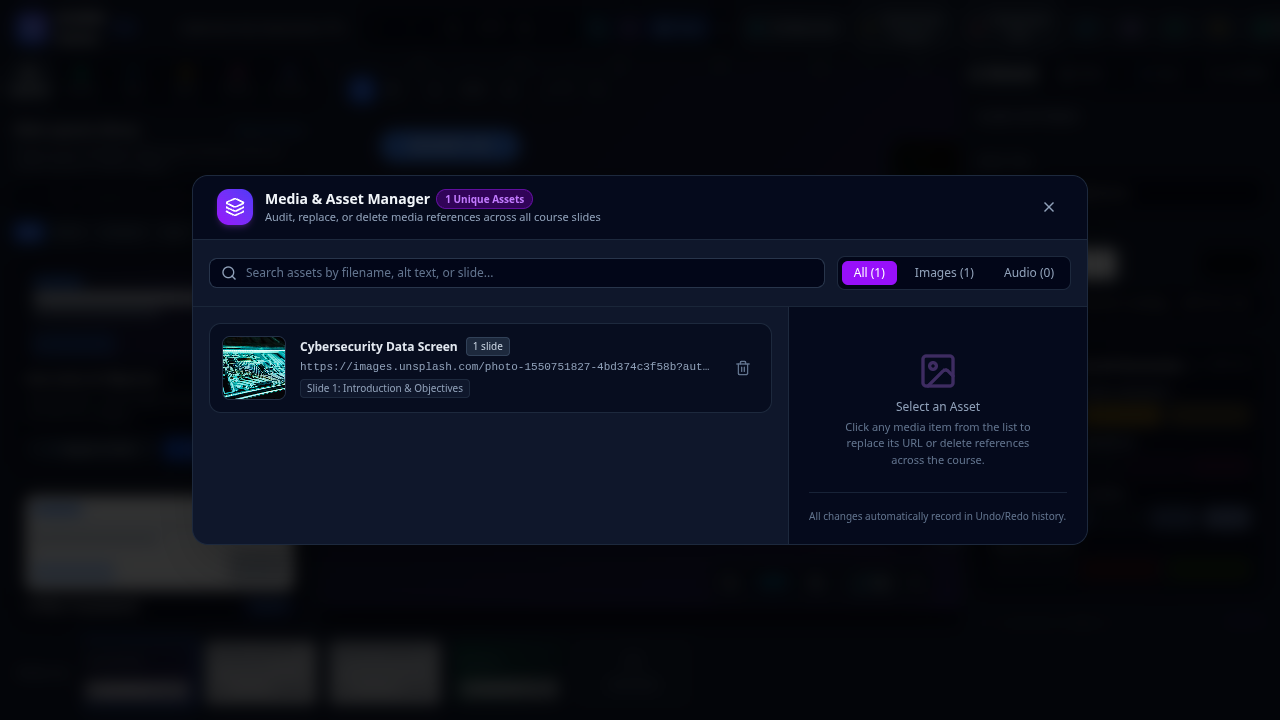 Media & Asset Manager
1 Unique Assets
Audit, replace, or delete media references across all course slides
Search assets by filename, alt text, or slide...
All (1)
Images (1)
Audio (0)
Cybersecurity Data Screen
1 slide
https://images.unsplash.com/photo-1550751827-4bd374c3f58b?aut…
Slide 1: Introduction & Objectives
Select an Asset
Click any media item from the list to
replace its URL or delete references
across the course.
All changes automatically record in Undo/Redo history.